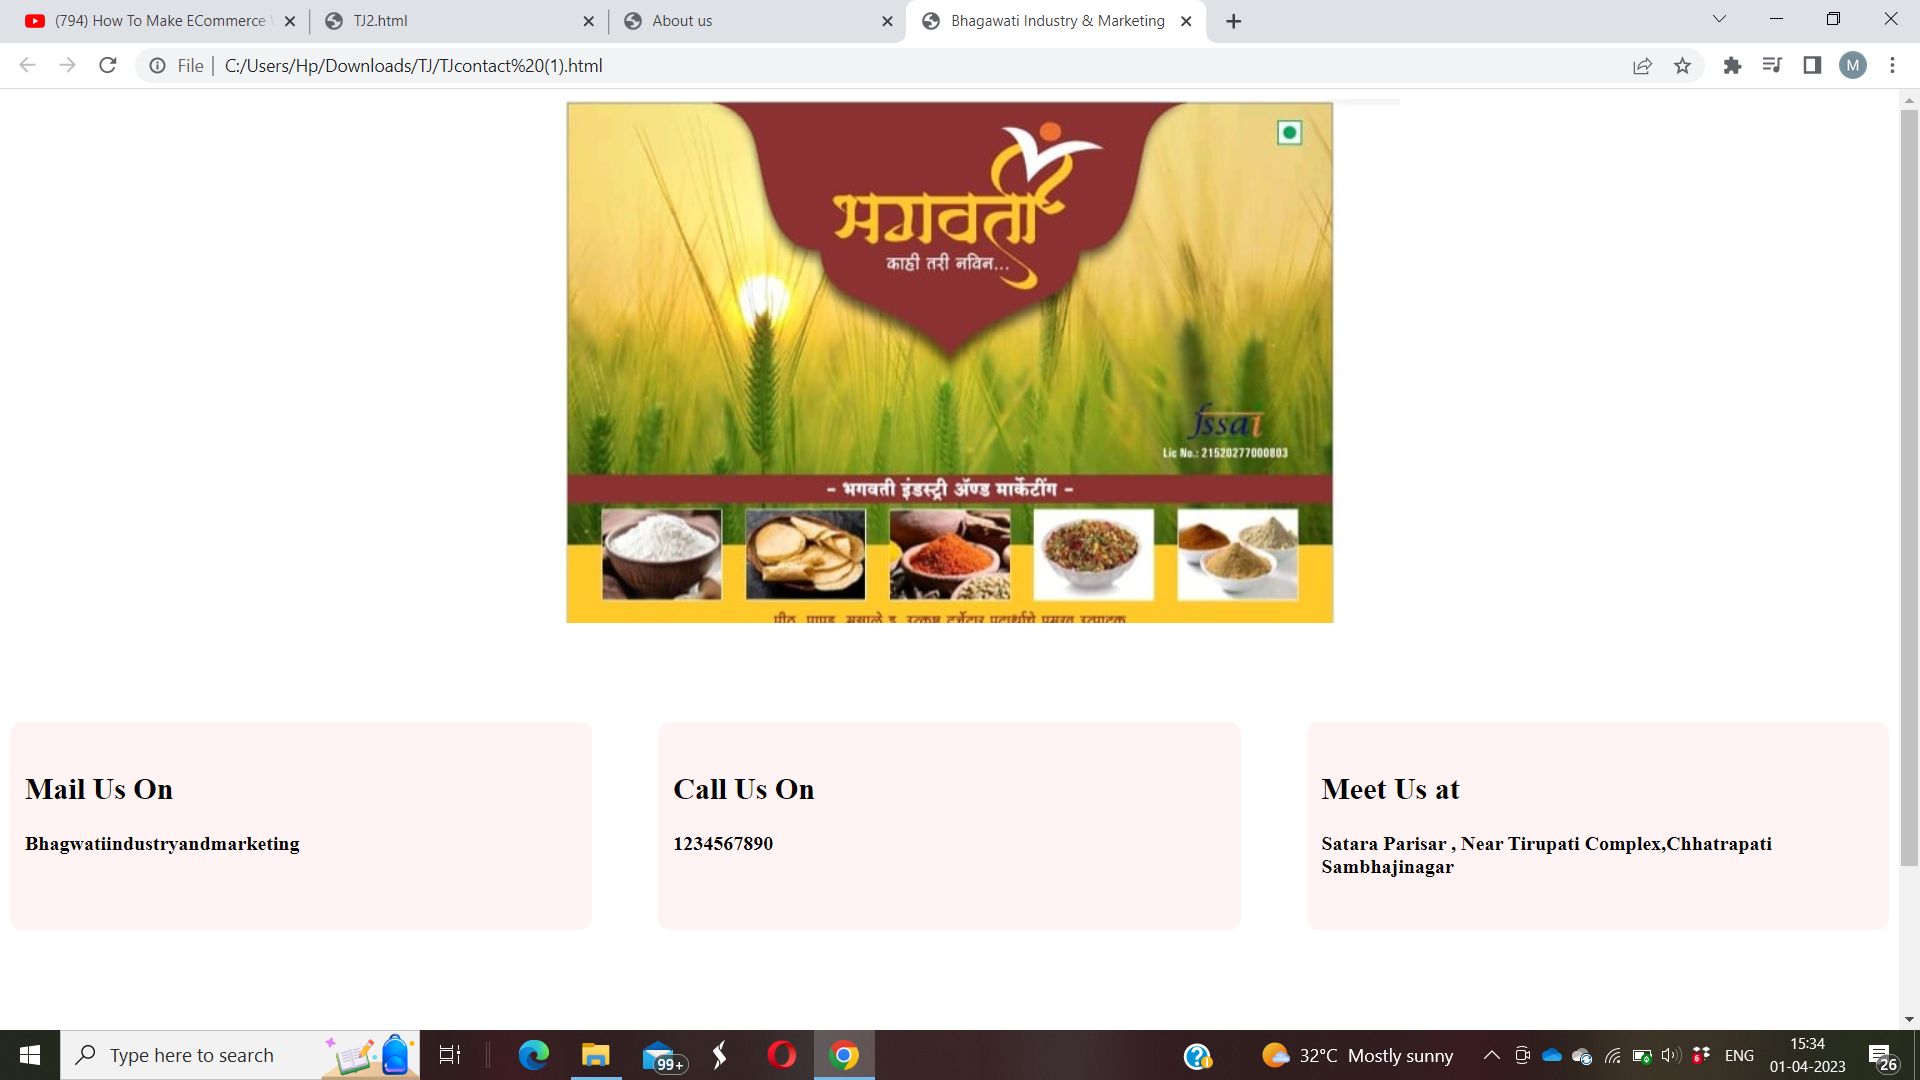 (794) How To Make ECommerce
TJ2.html
About us
Bhagawati Industry & Marketing
File
C:/Users/Hp/Downloads/TJ/TJcontact%20(1).html
M
भगवती
काही तरी नविन...
fssai
Lic No.: 21520277000803
- भगवती इंडस्ट्री ॲण्ड मार्केटींग -
Mail Us On
Bhagwatiindustryandmarketing
Call Us On
1234567890
Meet Us at
Satara Parisar , Near Tirupati Complex,Chhatrapati
Sambhajinagar
Type here to search
99+
32°C Mostly sunny
6
ENG
15:34
01-04-2023
26